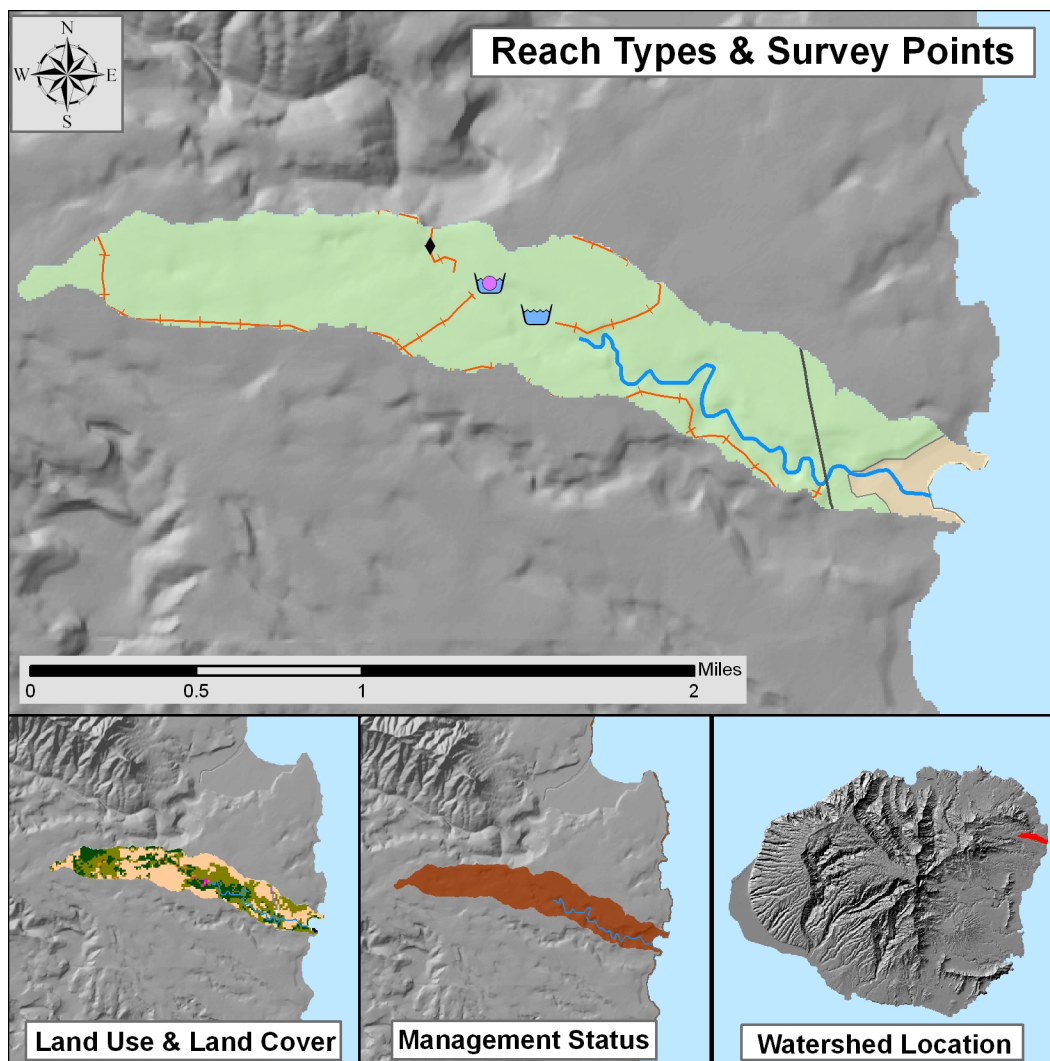 Reach Types & Survey Points
N
W E
S
Miles
0 0.5 1 2
Land Use & Land Cover
Management Status
Watershed Location